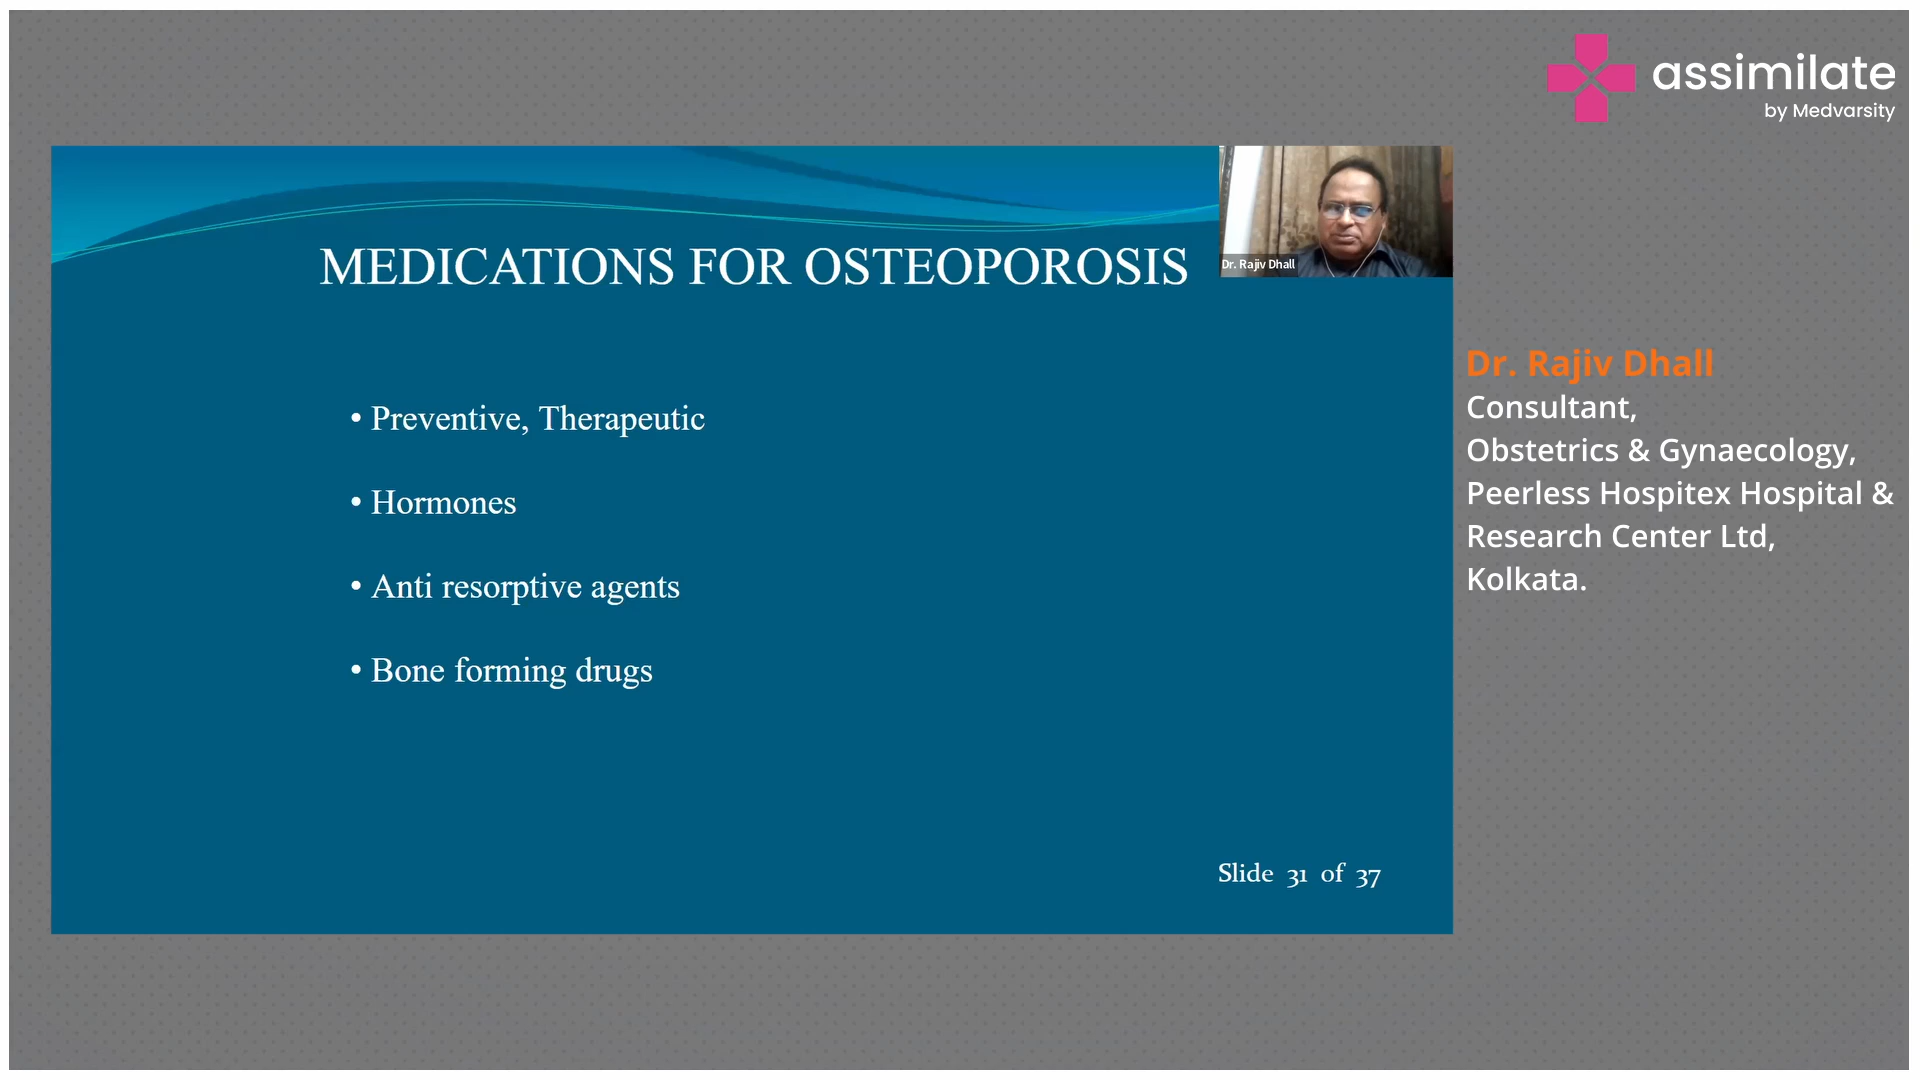 assimilate
by Medvarsity
MEDICATIONS FOR OSTEOPOROSIS
Dr. Rajiv Dhall
• Preventive, Therapeutic
• Hormones
• Anti resorptive agents
• Bone forming drugs
Slide 31 of 37
Dr. Rajiv Dhall
Consultant,
Obstetrics & Gynaecology,
Peerless Hospitex Hospital &
Research Center Ltd,
Kolkata.